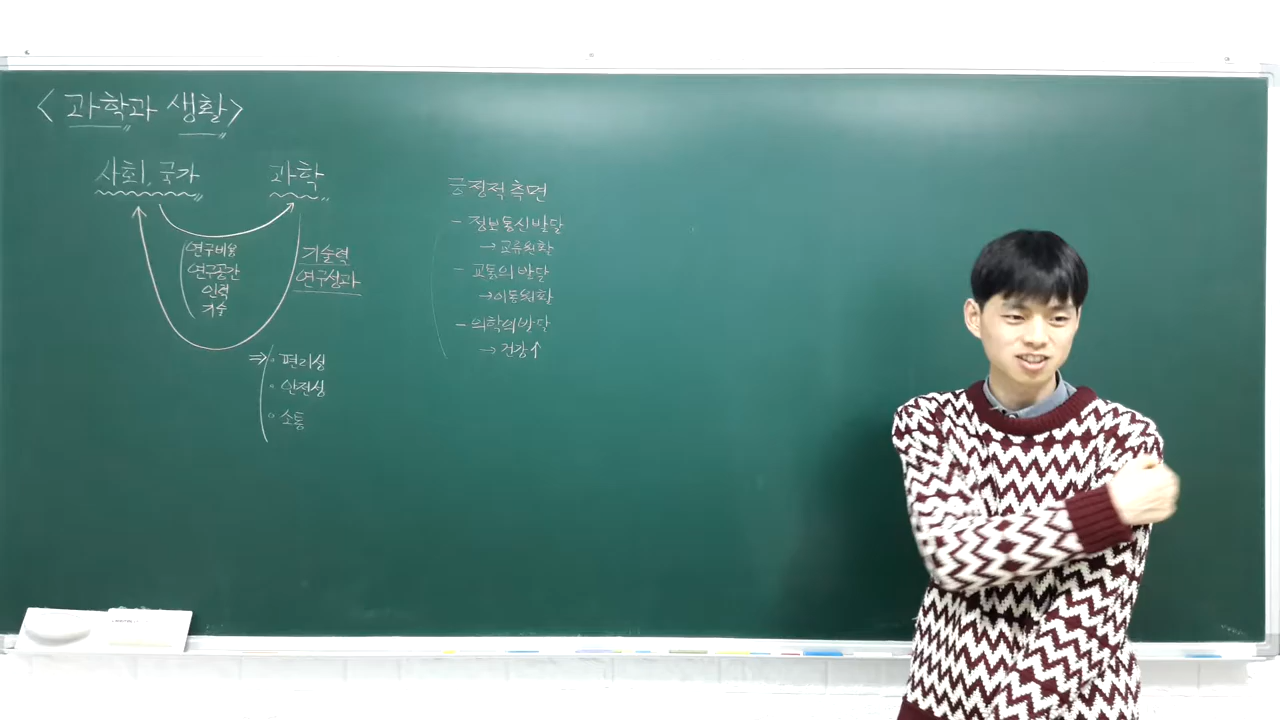 <과학과 생활>
사회, 국가
과학
연구비용
연구공간
인력
기술
기술력
연구성과
⇒ · 편리성
· 안전성
· 소통
긍정적 측면
- 정보통신발달
→ 교류원활
- 교통의 발달
→ 이동원활
- 의학의 발달
→ 건강↑